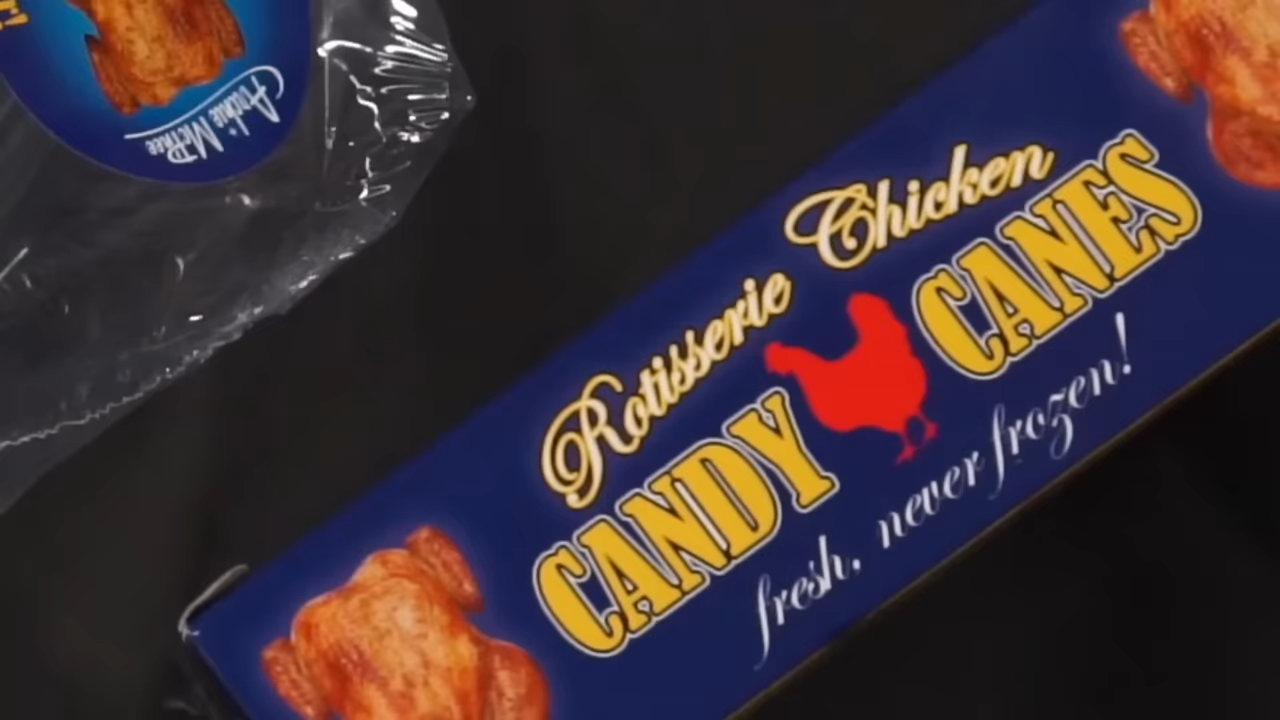 Archie McPhee
Rotisserie Chicken
CANDY CANES
fresh, never frozen!